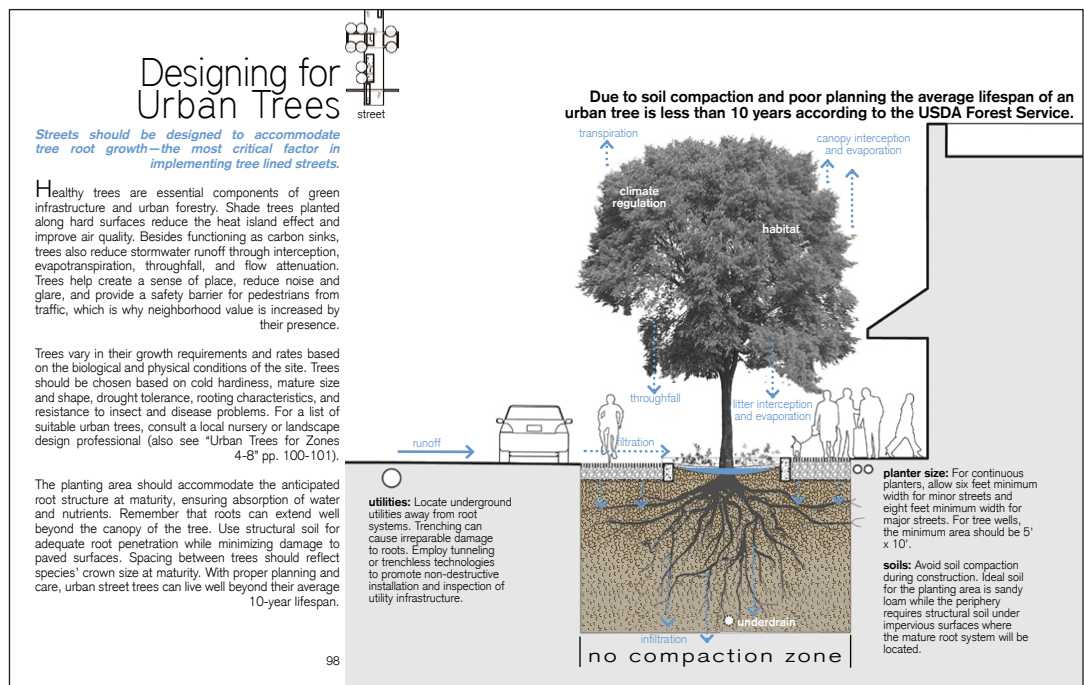 Designing for
Urban Trees
street
Streets should be designed to accommodate
tree root growth—the most critical factor in
implementing tree lined streets.
Healthy trees are essential components of green
infrastructure and urban forestry. Shade trees planted
along hard surfaces reduce the heat island effect and
improve air quality. Besides functioning as carbon sinks,
trees also reduce stormwater runoff through interception,
evapotranspiration, throughfall, and flow attenuation.
Trees help create a sense of place, reduce noise and
glare, and provide a safety barrier for pedestrians from
traffic, which is why neighborhood value is increased by
their presence.
Trees vary in their growth requirements and rates based
on the biological and physical conditions of the site. Trees
should be chosen based on cold hardiness, mature size
and shape, drought tolerance, rooting characteristics, and
resistance to insect and disease problems. For a list of
suitable urban trees, consult a local nursery or landscape
design professional (also see “Urban Trees for Zones
4-8” pp. 100-101).
The planting area should accommodate the anticipated
root structure at maturity, ensuring absorption of water
and nutrients. Remember that roots can extend well
beyond the canopy of the tree. Use structural soil for
adequate root penetration while minimizing damage to
paved surfaces. Spacing between trees should reflect
species’ crown size at maturity. With proper planning and
care, urban street trees can live well beyond their average
10-year lifespan.
98
Due to soil compaction and poor planning the average lifespan of an
urban tree is less than 10 years according to the USDA Forest Service.
transpiration
canopy interception
and evaporation
climate
regulation
habitat
throughfall
litter interception
and evaporation
runoff
filtration
utilities: Locate underground
utilities away from root
systems. Trenching can
cause irreparable damage
to roots. Employ tunneling
or trenchless technologies
to promote non-destructive
installation and inspection of
utility infrastructure.
planter size: For continuous
planters, allow six feet minimum
width for minor streets and
eight feet minimum width for
major streets. For tree wells,
the minimum area should be 5’
x 10’.
soils: Avoid soil compaction
during construction. Ideal soil
for the planting area is sandy
loam while the periphery
requires structural soil under
impervious surfaces where
the mature root system will be
located.
underdrain
infiltration
no compaction zone